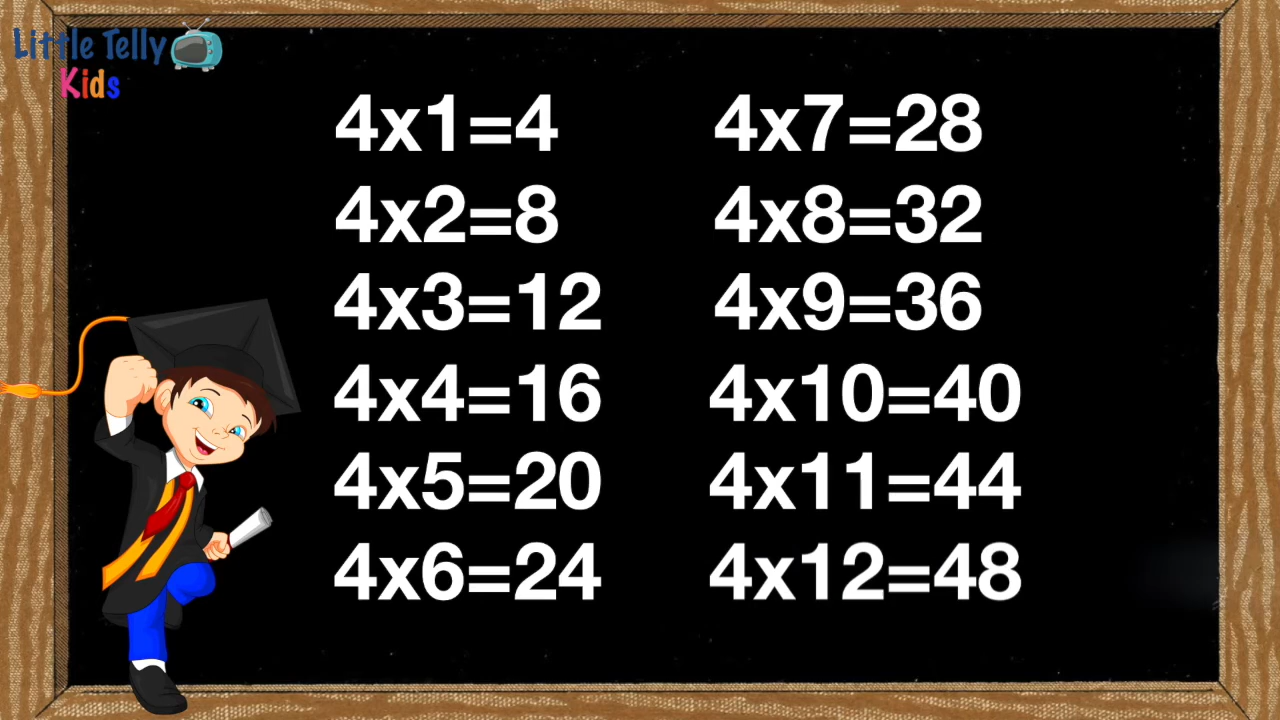 Little Telly
Kids
4x1=4
4x2=8
4x3=12
4x4=16
4x5=20
4x6=24
4x7=28
4x8=32
4x9=36
4x10=40
4x11=44
4x12=48